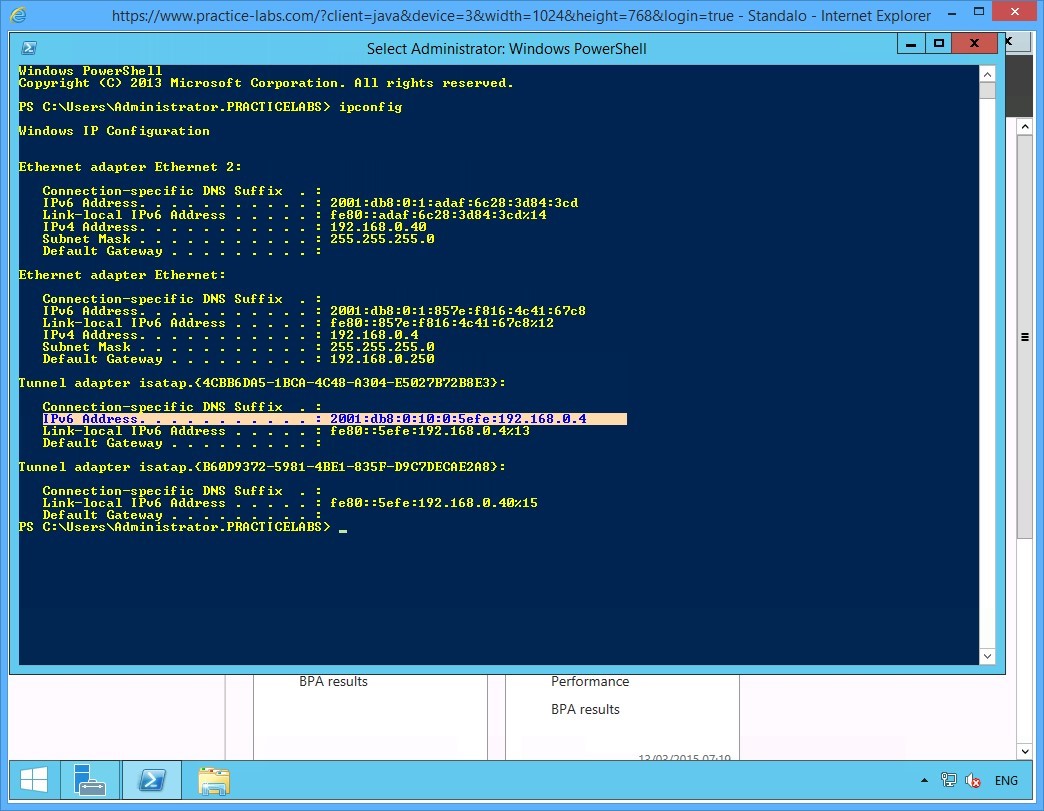 https://www.practice-labs.com/?client=java&device=3&width=1024&height=768&login=true - Standalo - Internet Explorer
Select Administrator: Windows PowerShell
Windows PowerShell
Copyright (C) 2013 Microsoft Corporation. All rights reserved.
PS C:\Users\Administrator.PRACTICELABS> ipconfig
Windows IP Configuration
Ethernet adapter Ethernet 2:
Connection-specific DNS Suffix . :
IPv6 Address. . . . . . . . . . . : 2001:db8:0:1:adaf:6c28:3d84:3cd
Link-local IPv6 Address . . . . . : fe80::adaf:6c28:3d84:3cd%14
IPv4 Address. . . . . . . . . . . : 192.168.0.40
Subnet Mask . . . . . . . . . . . : 255.255.255.0
Default Gateway . . . . . . . . . :
Ethernet adapter Ethernet:
Connection-specific DNS Suffix . :
IPv6 Address. . . . . . . . . . . : 2001:db8:0:1:857e:f816:4c41:67c8
Link-local IPv6 Address . . . . . : fe80::857e:f816:4c41:67c8%12
IPv4 Address. . . . . . . . . . . : 192.168.0.4
Subnet Mask . . . . . . . . . . . : 255.255.255.0
Default Gateway . . . . . . . . . : 192.168.0.250
Tunnel adapter isatap.{4CBB6DA5-1BCA-4C48-A304-E5027B72B8E3}:
Connection-specific DNS Suffix . :
IPv6 Address. . . . . . . . . . . : 2001:db8:0:10:0:5efe:192.168.0.4
Link-local IPv6 Address . . . . . : fe80::5efe:192.168.0.4%13
Default Gateway . . . . . . . . . :
Tunnel adapter isatap.{B60D9372-5981-4BE1-835F-D9C7DECAE2A8}:
Connection-specific DNS Suffix . :
Link-local IPv6 Address . . . . . : fe80::5efe:192.168.0.40%15
Default Gateway . . . . . . . . . :
PS C:\Users\Administrator.PRACTICELABS>
BPA results
Performance
BPA results
13/03/2015 07:19
ENG